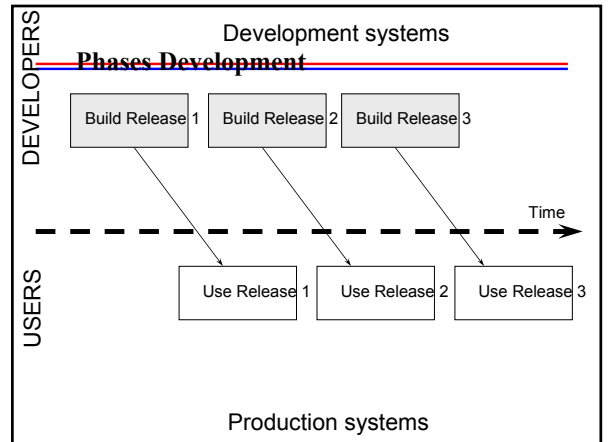 Development systems
Phases Development
DEVELOPERS
Build Release 1
Build Release 2
Build Release 3
Time
USERS
Use Release 1
Use Release 2
Use Release 3
Production systems